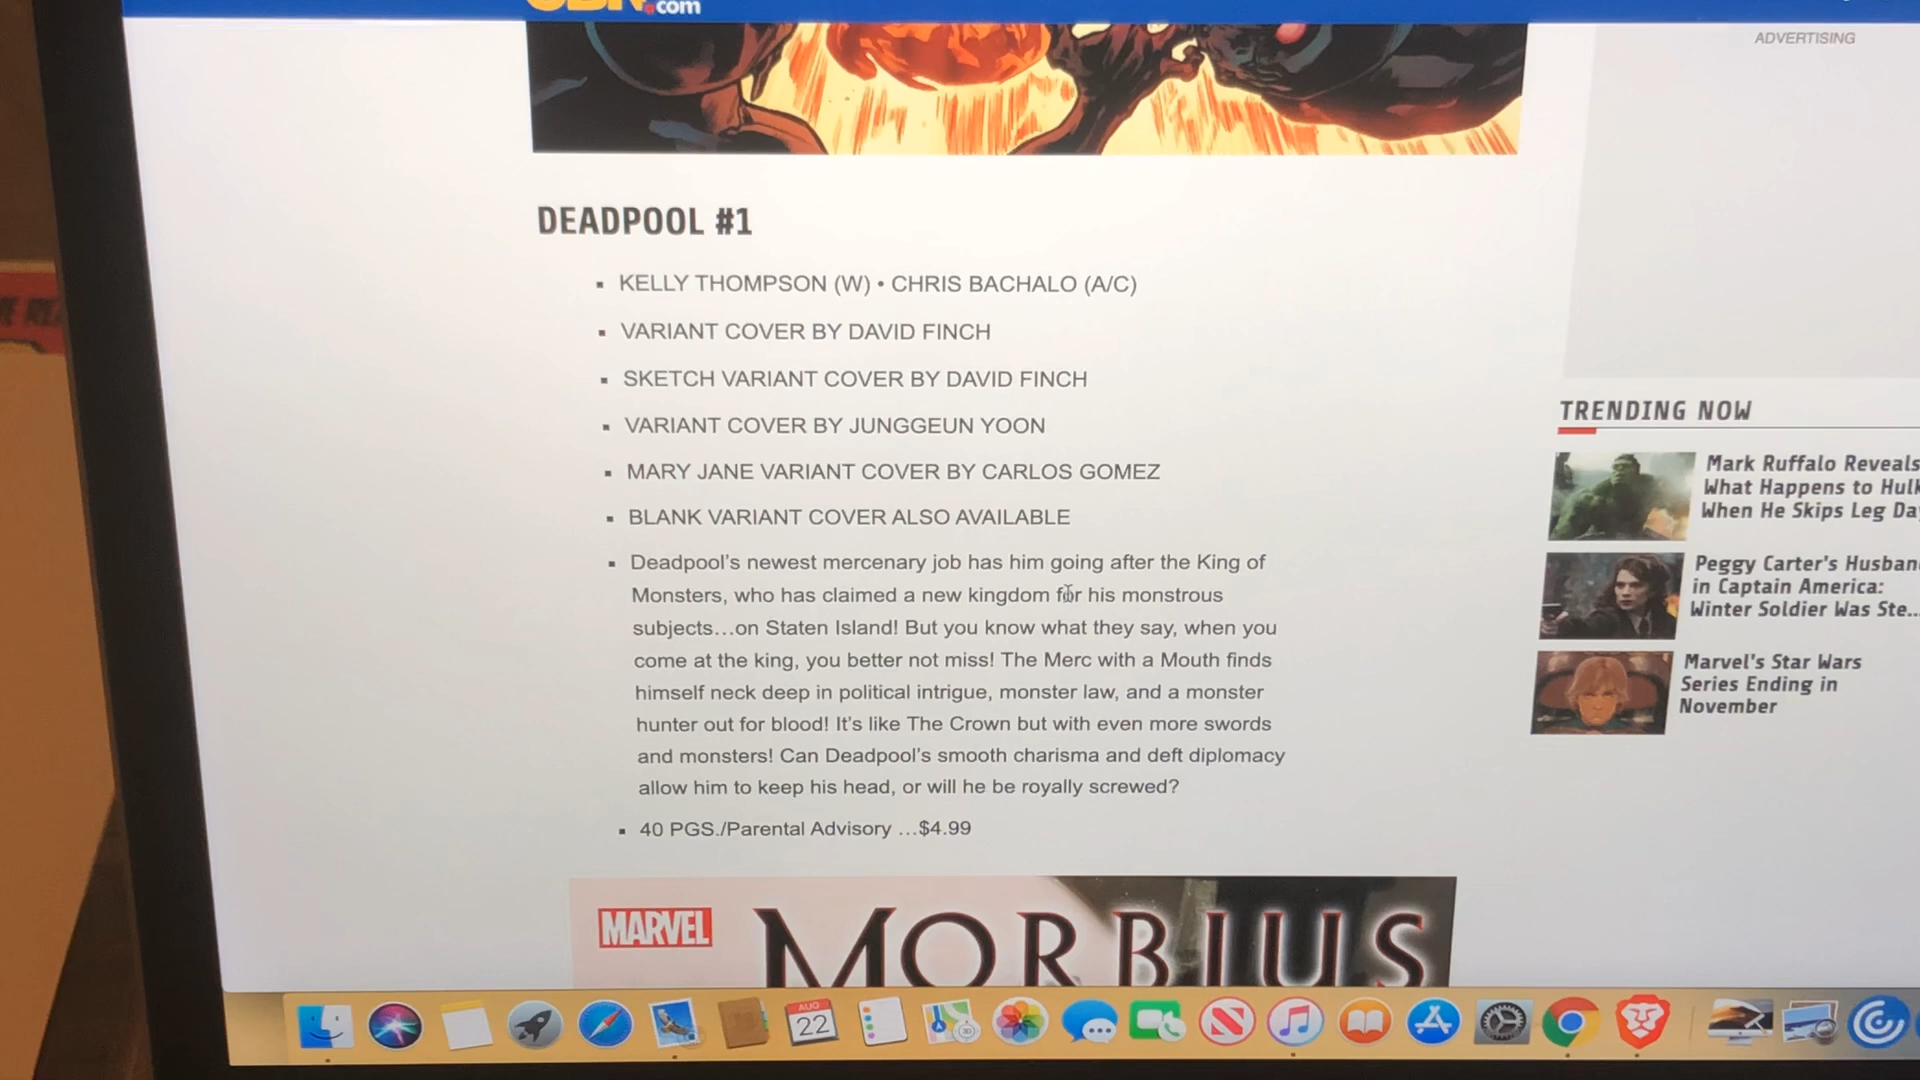 CBR.com
ADVERTISING
DEADPOOL #1
▪ KELLY THOMPSON (W) • CHRIS BACHALO (A/C)
▪ VARIANT COVER BY DAVID FINCH
▪ SKETCH VARIANT COVER BY DAVID FINCH
▪ VARIANT COVER BY JUNGGEUN YOON
▪ MARY JANE VARIANT COVER BY CARLOS GOMEZ
▪ BLANK VARIANT COVER ALSO AVAILABLE
▪ Deadpool’s newest mercenary job has him going after the King of
Monsters, who has claimed a new kingdom for his monstrous
subjects…on Staten Island! But you know what they say, when you
come at the king, you better not miss! The Merc with a Mouth finds
himself neck deep in political intrigue, monster law, and a monster
hunter out for blood! It’s like The Crown but with even more swords
and monsters! Can Deadpool’s smooth charisma and deft diplomacy
allow him to keep his head, or will he be royally screwed?
▪ 40 PGS./Parental Advisory …$4.99
TRENDING NOW
Mark Ruffalo Reveals
What Happens to Hulk
When He Skips Leg Da
Peggy Carter's Husban
in Captain America:
Winter Soldier Was Ste...
Marvel's Star Wars
Series Ending in
November
MARVEL
MORBIUS
AUG
22
3D